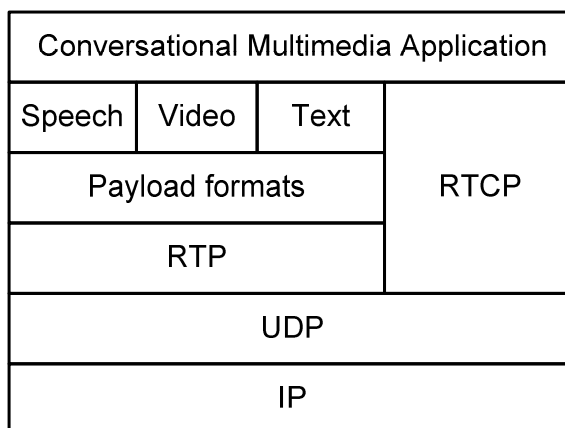 Conversational Multimedia Application
Speech Video Text
Payload formats
RTCP
RTP
UDP
IP